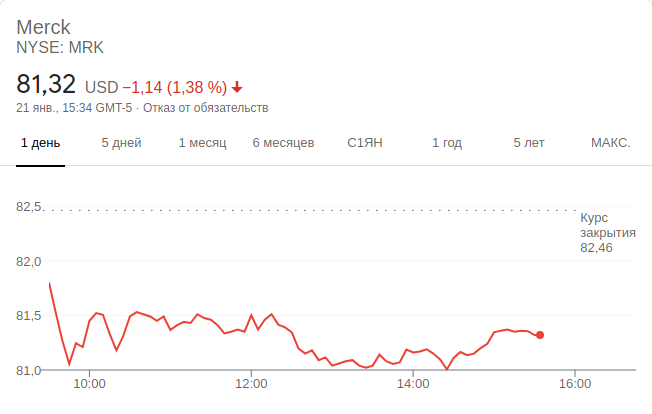 Merck
NYSE: MRK
81,32 USD −1,14 (1,38 %)
21 янв., 15:34 GMT-5 · Отказ от обязательств
1 день 5 дней 1 месяц 6 месяцев С1ЯН 1 год 5 лет МАКС.
82,5
Курс
закрытия
82,46
82,0
81,5
81,0
10:00 12:00 14:00 16:00